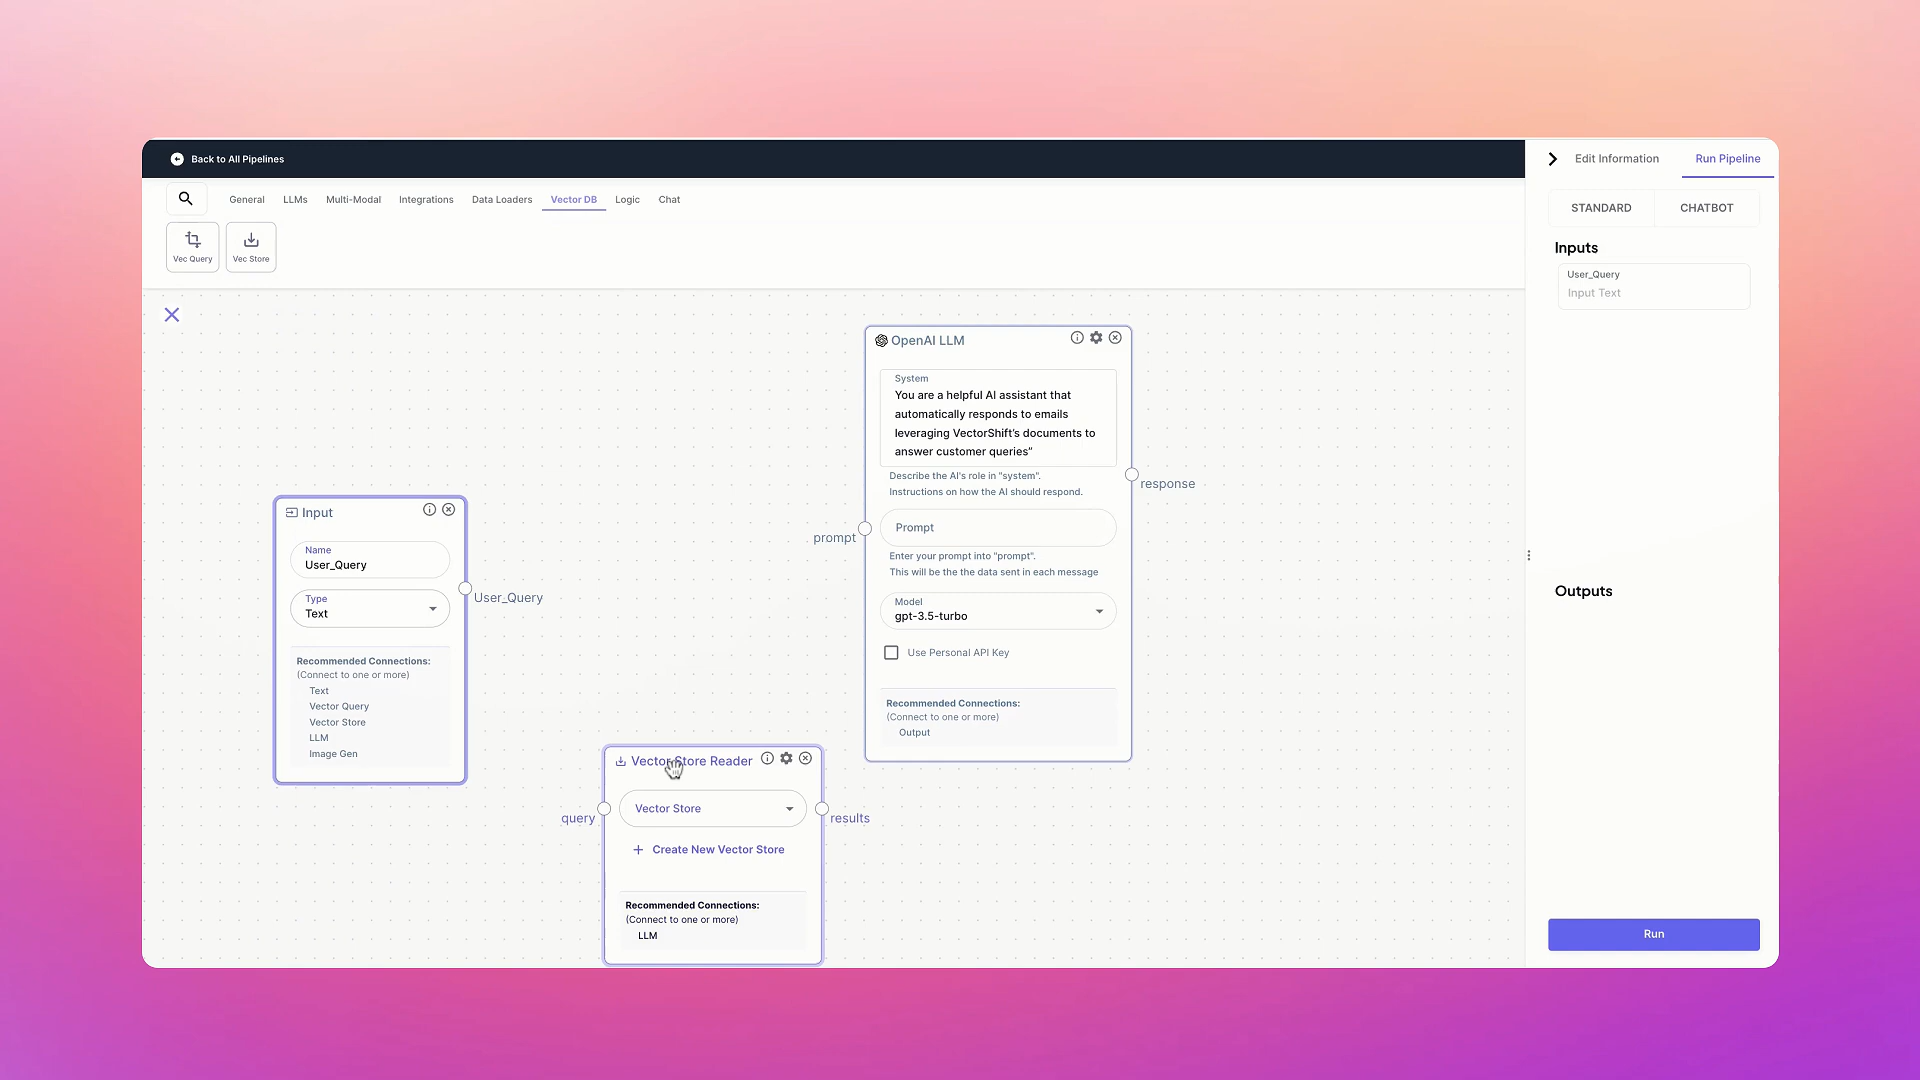 Back to All Pipelines
Edit Information
Run Pipeline
General
LLMs
Multi-Modal
Integrations
Data Loaders
Vector DB
Logic
Chat
Vec Query
Vec Store
STANDARD
CHATBOT
Inputs
User_Query
Input Text
Outputs
Run
Input
Name
User_Query
Type
Text
User_Query
Recommended Connections:
(Connect to one or more)
Text
Vector Query
Vector Store
LLM
Image Gen
OpenAI LLM
System
You are a helpful AI assistant that
automatically responds to emails
leveraging VectorShift's documents to
answer customer queries”
Describe the AI's role in "system".
Instructions on how the AI should respond.
response
prompt
Prompt
Enter your prompt into "prompt".
This will be the the data sent in each message
Model
gpt-3.5-turbo
Use Personal API Key
Recommended Connections:
(Connect to one or more)
Output
Vector Store Reader
query
Vector Store
results
+ Create New Vector Store
Recommended Connections:
(Connect to one or more)
LLM